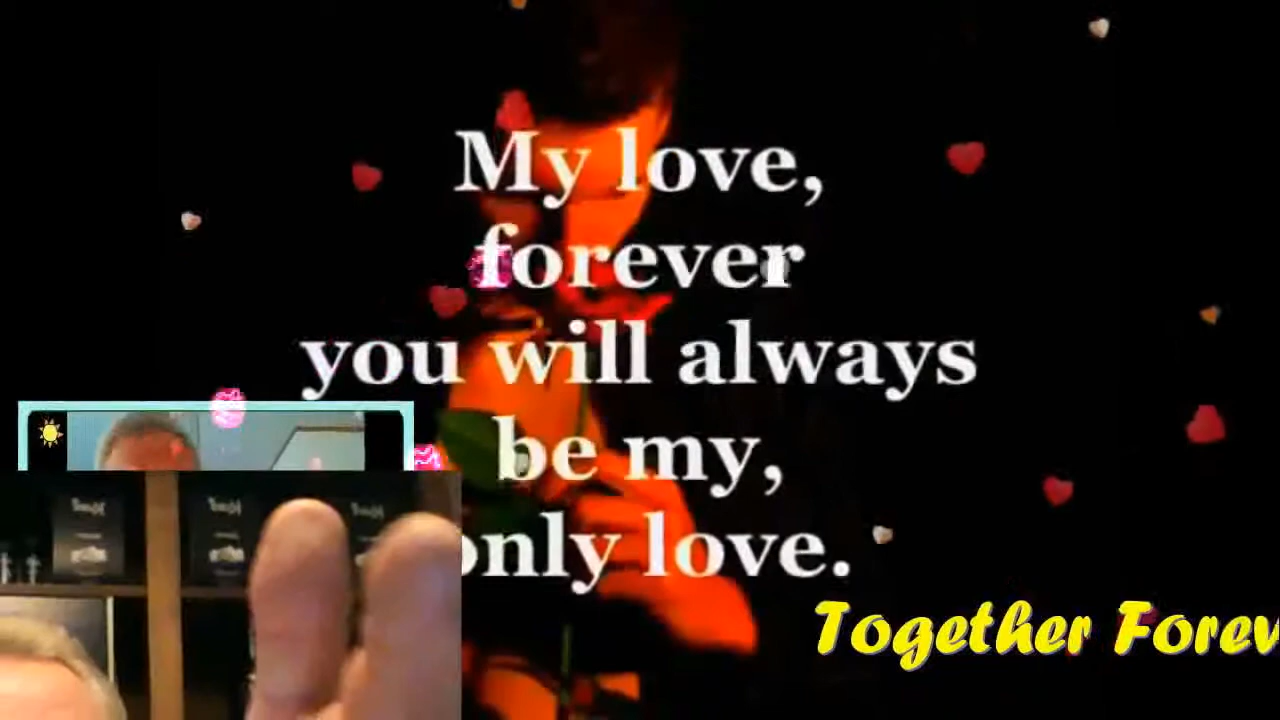 My love,
forever
you will always
be my,
only love.
Together Forev